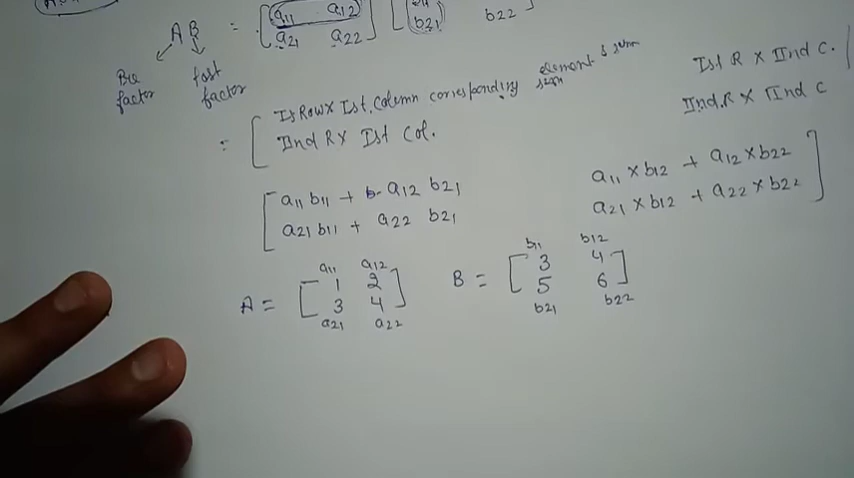 A B = [ a11 a12 ] [ b21 b22 ]
a21 a22
factor factor
= [ Ist Row X Ist Column corresponding element s sum
Ist R X IInd C.
IInd R X Ist Col.
IInd R X IInd C
[ a11 b11 + a12 b21 a11 X b12 + a12 X b22 ]
a21 b11 + a22 b21 a21 X b12 + a22 X b22
a11 a12 b11 b12
A = [ 1 2 ] B = [ 3 4 ]
3 4 5 6
a21 a22 b21 b22